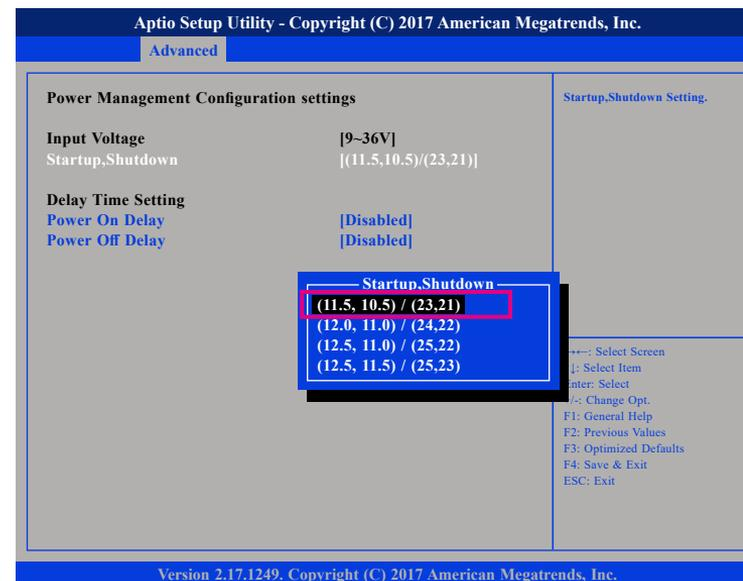 Aptio Setup Utility - Copyright (C) 2017 American Megatrends, Inc.
Advanced
Power Management Configuration settings
Input Voltage [9~36V]
Startup,Shutdown [(11.5,10.5)/(23,21)]
Delay Time Setting
Power On Delay [Disabled]
Power Off Delay [Disabled]
Startup,Shutdown
(11.5, 10.5) / (23,21)
(12.0, 11.0) / (24,22)
(12.5, 11.0) / (25,22)
(12.5, 11.5) / (25,23)
Startup,Shutdown Setting.
→←: Select Screen
↓: Select Item
Enter: Select
/-: Change Opt.
F1: General Help
F2: Previous Values
F3: Optimized Defaults
F4: Save & Exit
ESC: Exit
Version 2.17.1249. Copyright (C) 2017 American Megatrends, Inc.